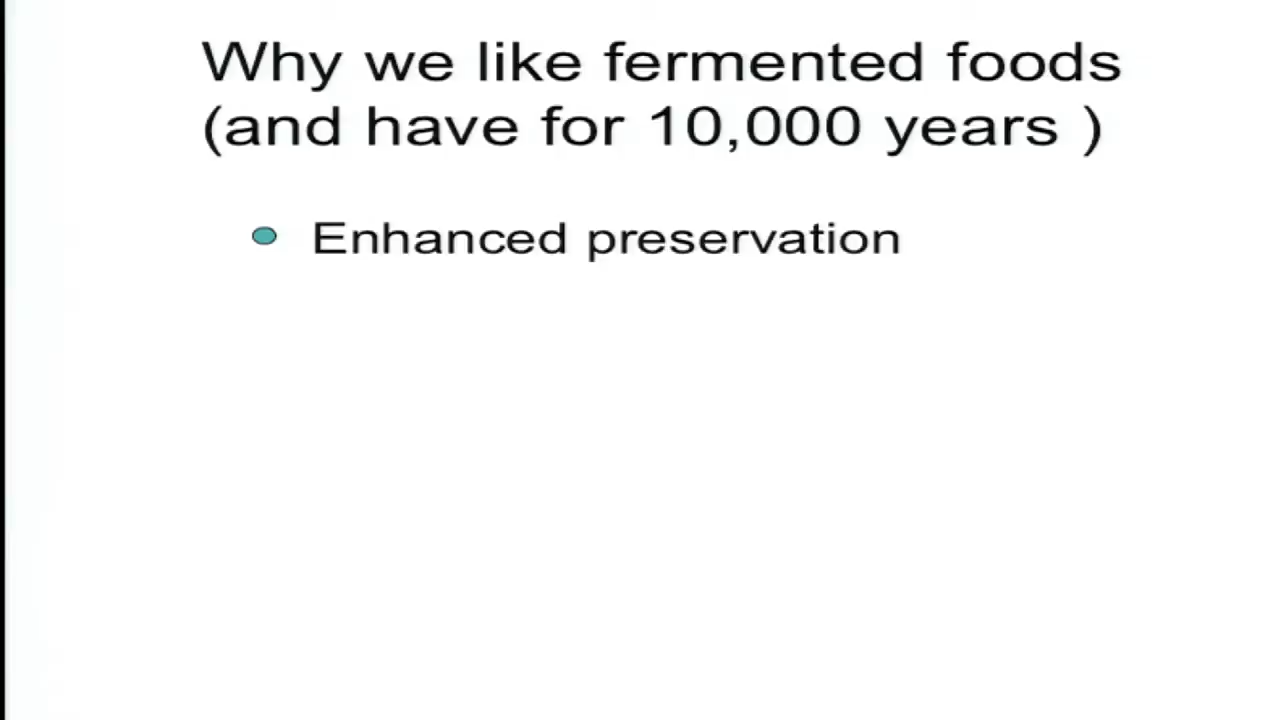 Why we like fermented foods
(and have for 10,000 years )
Enhanced preservation